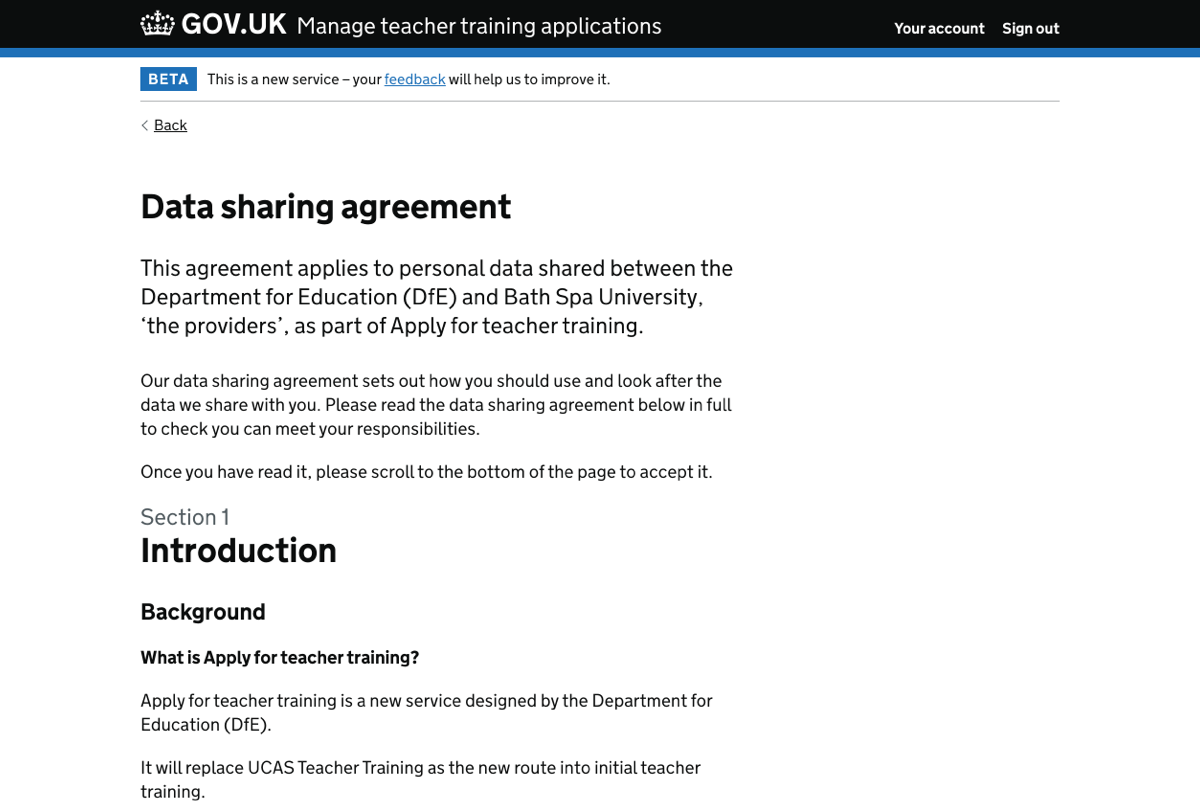 GOV.UK Manage teacher training applications
Your account Sign out
BETA This is a new service – your feedback will help us to improve it.
Back
Data sharing agreement
This agreement applies to personal data shared between the
Department for Education (DfE) and Bath Spa University,
‘the providers’, as part of Apply for teacher training.
Our data sharing agreement sets out how you should use and look after the
data we share with you. Please read the data sharing agreement below in full
to check you can meet your responsibilities.
Once you have read it, please scroll to the bottom of the page to accept it.
Section 1
Introduction
Background
What is Apply for teacher training?
Apply for teacher training is a new service designed by the Department for
Education (DfE).
It will replace UCAS Teacher Training as the new route into initial teacher
training.